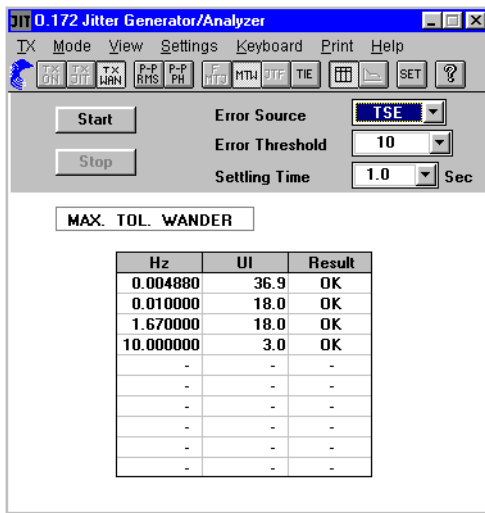 JIT O.172 Jitter Generator/Analyzer
TX Mode View Settings Keyboard Print Help
TX ON TX JIT TX WAN P-P RMS P-P PH F MTJ MTW JTF TIE SET ?
Start
Error Source TSE
Error Threshold 10
Stop
Settling Time 1.0 Sec
MAX. TOL. WANDER
Hz UI Result
0.004880 36.9 OK
0.010000 18.0 OK
1.670000 18.0 OK
10.000000 3.0 OK
- - -
- - -
- - -
- - -
- - -
- - -